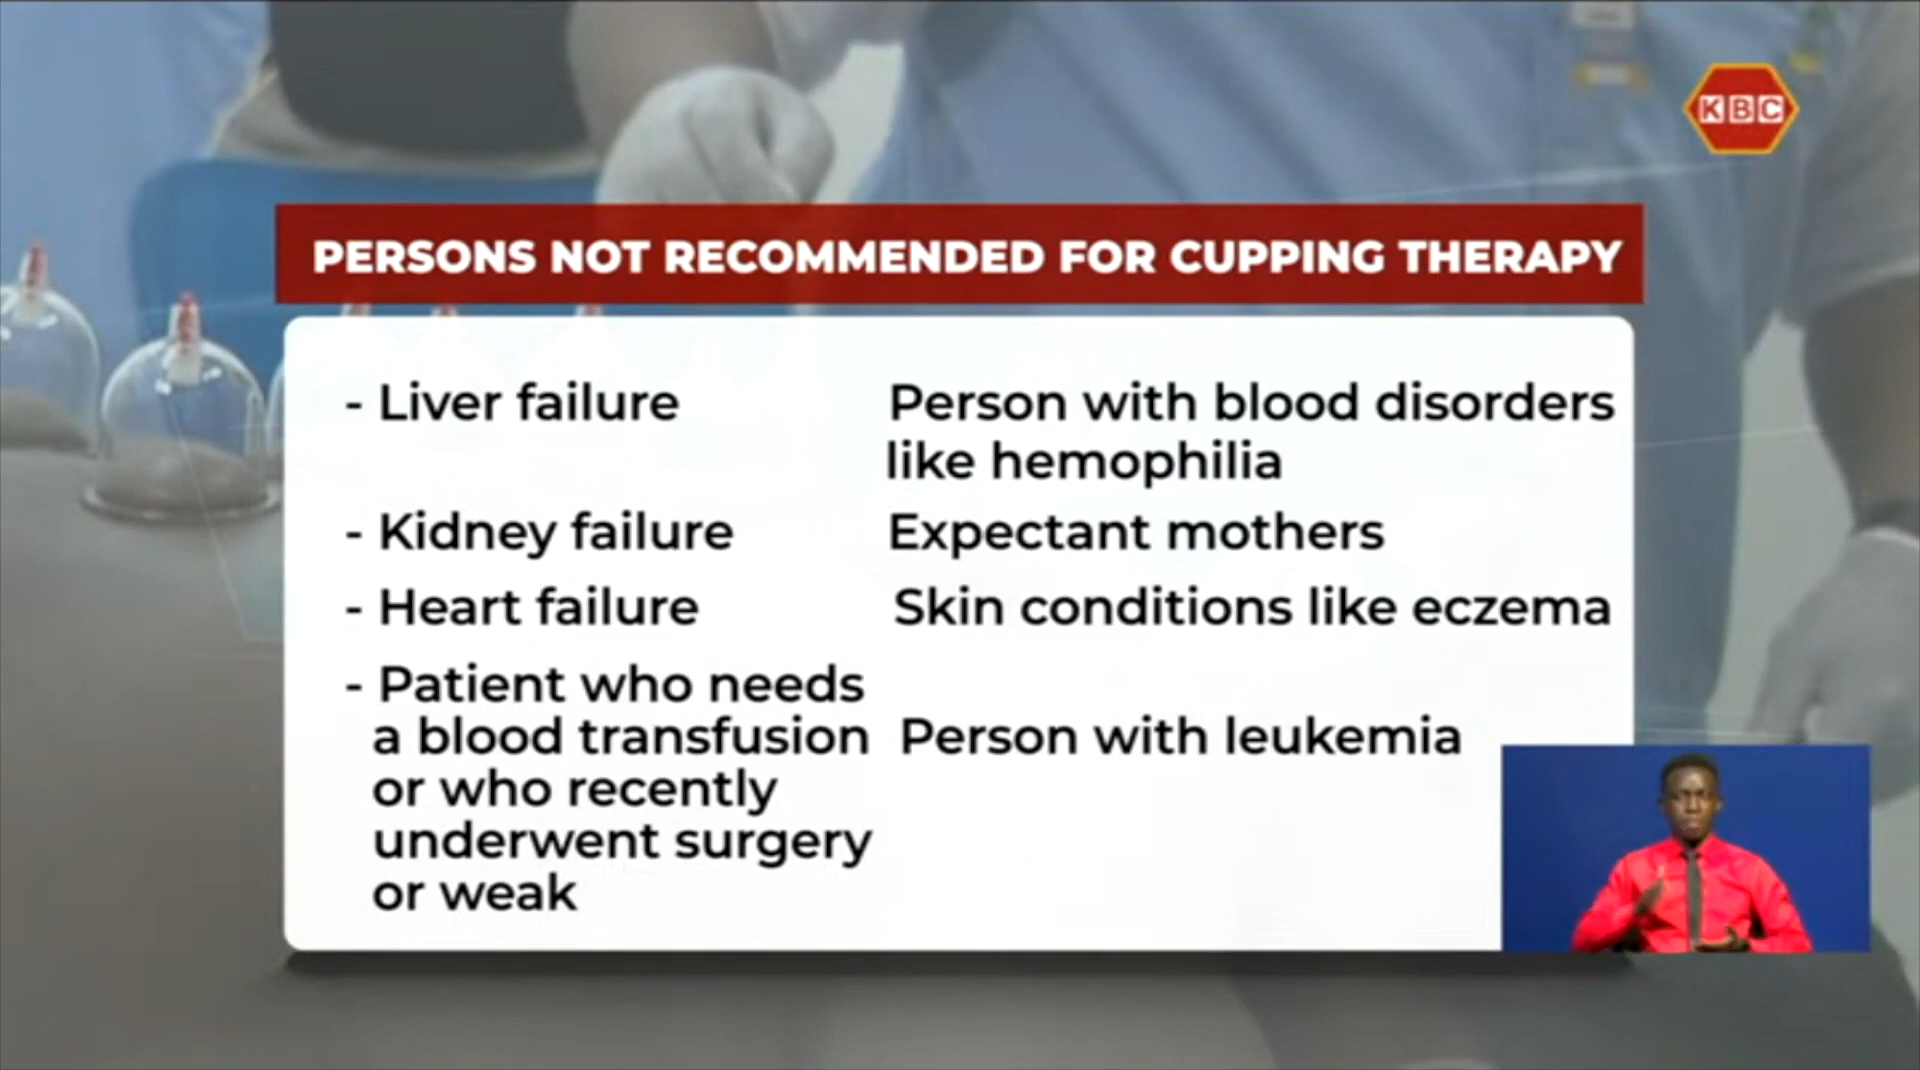 KBC
PERSONS NOT RECOMMENDED FOR CUPPING THERAPY
- Liver failure
- Kidney failure
- Heart failure
- Patient who needs
a blood transfusion
or who recently
underwent surgery
or weak
Person with blood disorders
like hemophilia
Expectant mothers
Skin conditions like eczema
Person with leukemia